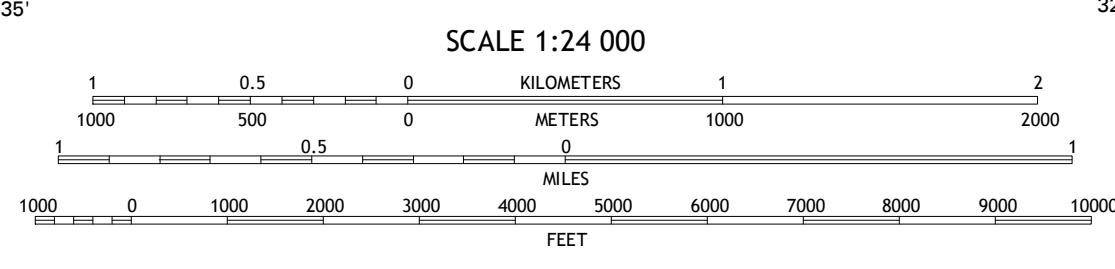 35' 32
SCALE 1:24 000
1 0.5 0 KILOMETERS 1 2
1000 500 0 METERS 1000 2000
1 0.5 0 1
MILES
1000 0 1000 2000 3000 4000 5000 6000 7000 8000 9000 10000
FEET